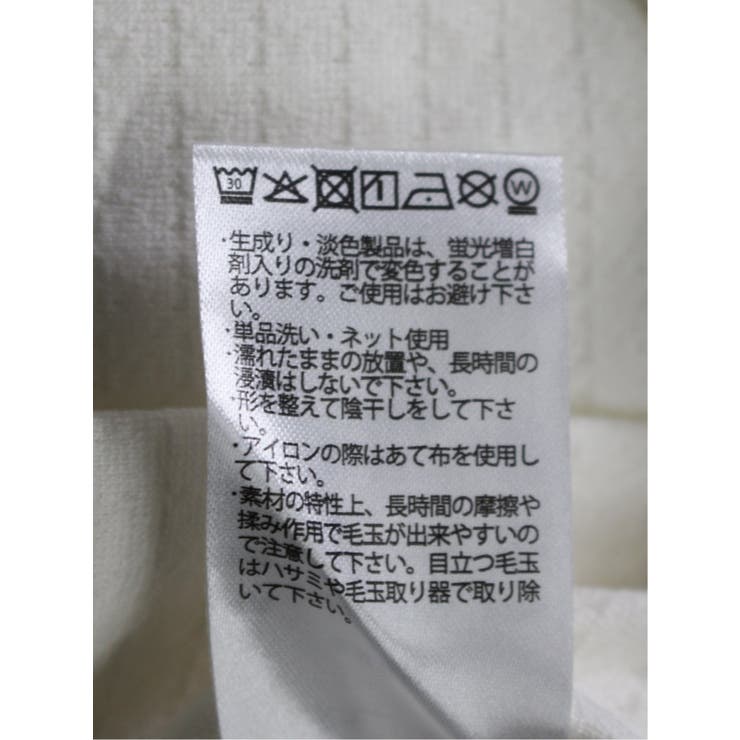 30 W
・生成り・淡色製品は、蛍光増白
剤入りの洗剤で変色することが
あります。ご使用はお避け下さ
い。
・単品洗い・ネット使用
・濡れたままの放置や、長時間の
浸漬はしないで下さい。
・形を整えて陰干しをして下さ
い。
・アイロンの際はあて布を使用し
て下さい。
・素材の特性上、長時間の摩擦や
揉み作用で毛玉が出来やすいの
で注意して下さい。目立つ毛玉
はハサミや毛玉取り器で取り除
いて下さい。